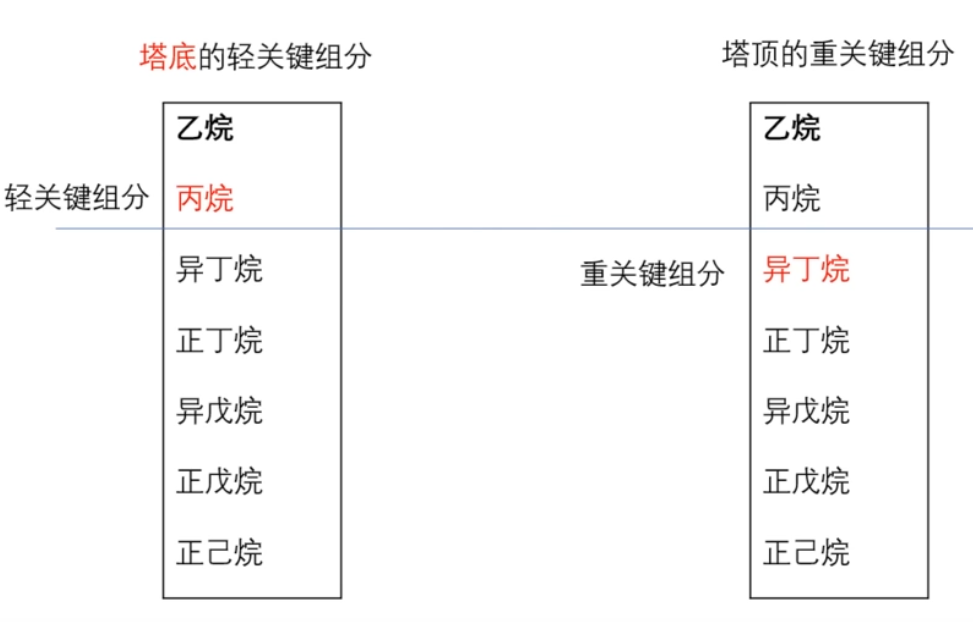 塔底的轻关键组分
轻关键组分
乙烷
丙烷
异丁烷
正丁烷
异戊烷
正戊烷
正己烷
塔顶的重关键组分
重关键组分
乙烷
丙烷
异丁烷
正丁烷
异戊烷
正戊烷
正己烷